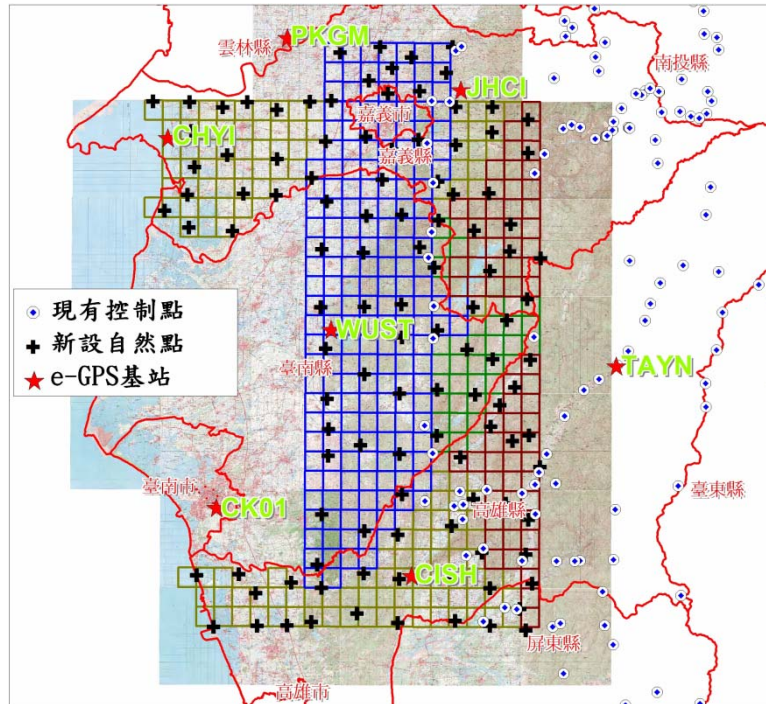 PKGM
雲林縣
南投縣
JHCI
嘉義市
CHYI
嘉義縣
現有控制點
新設自然點
e-GPS基站
WUST
臺南縣
TAYN
臺南市
CK01
高雄縣
臺東縣
CISH
屏東縣
高雄市